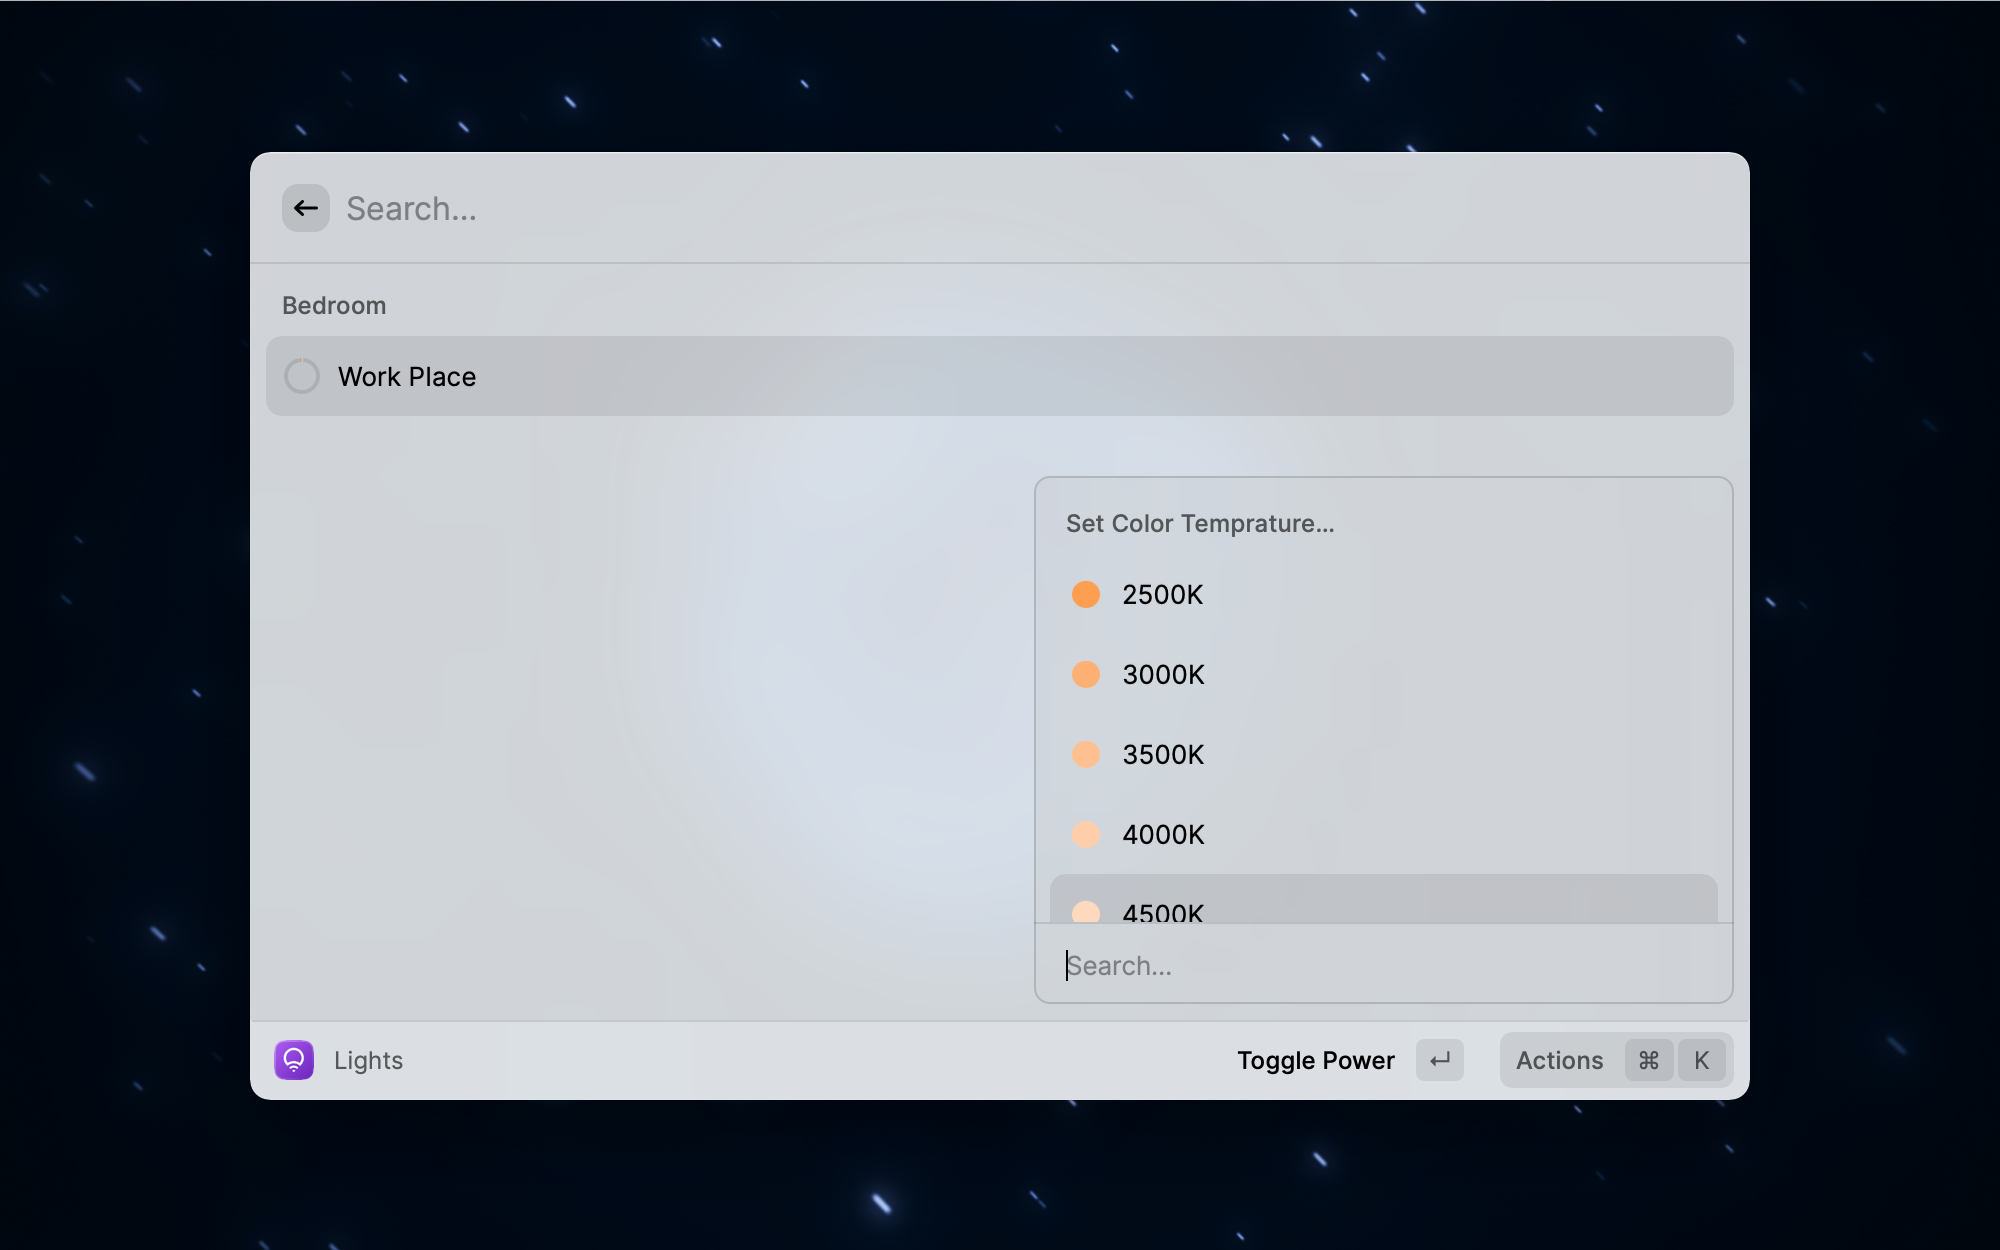 Search...
Bedroom
Work Place
Set Color Temprature...
2500K
3000K
3500K
4000K
4500K
Search...
Lights
Toggle Power ↵
Actions ⌘ K